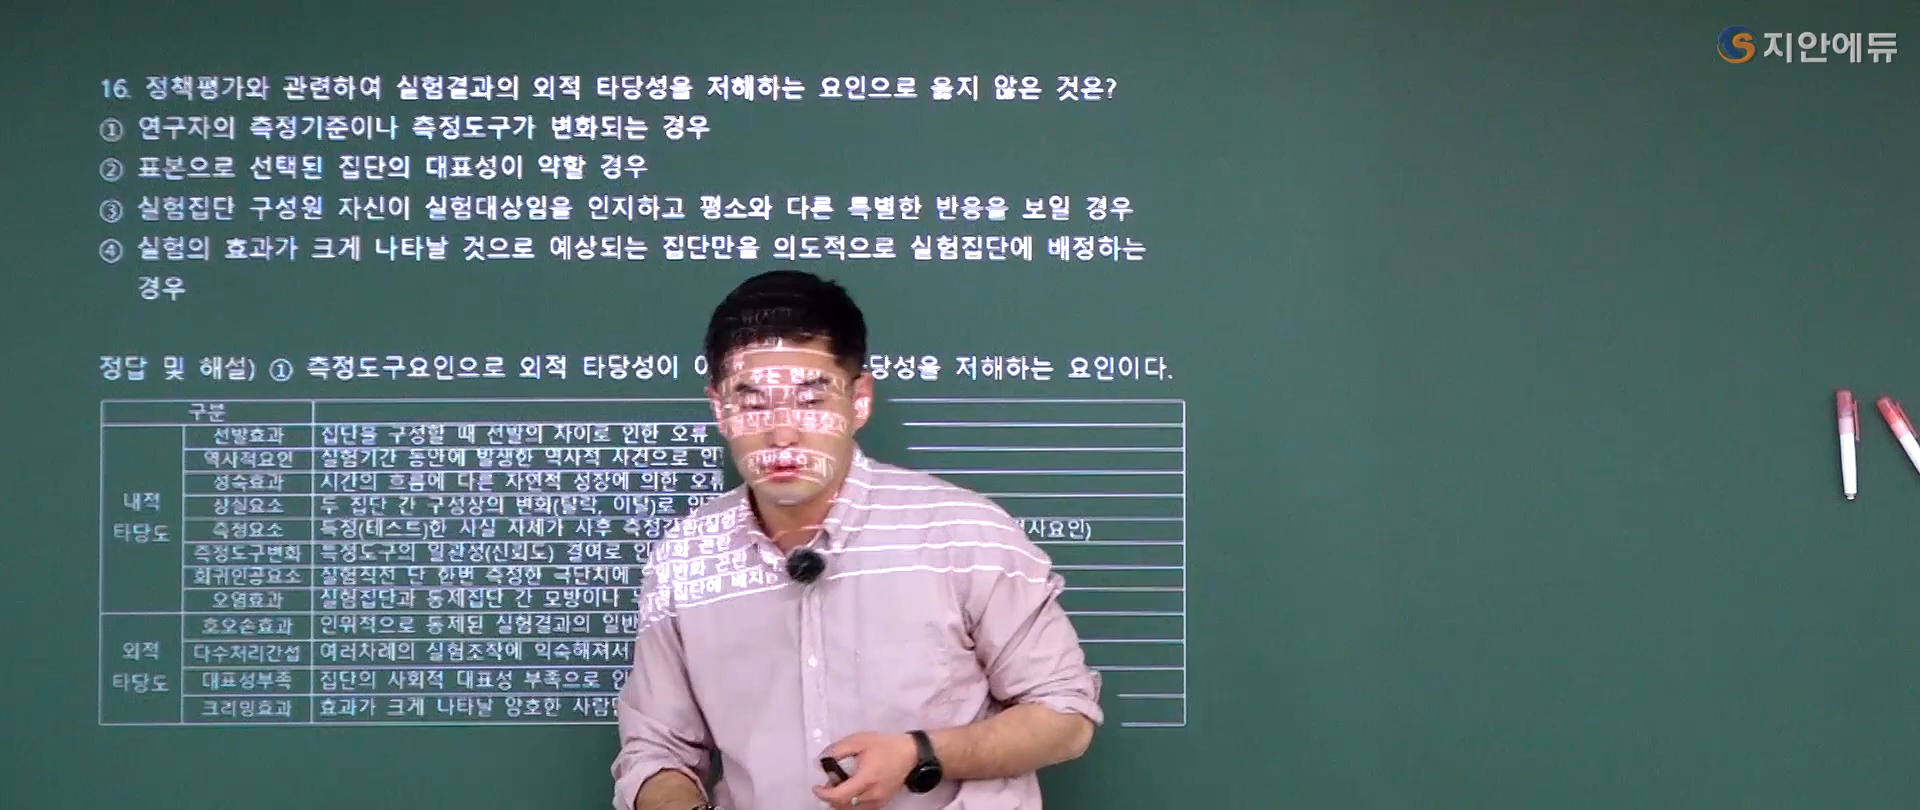 지안에듀
16. 정책평가와 관련하여 실험결과의 외적 타당성을 저해하는 요인으로 옳지 않은 것은?
① 연구자의 측정기준이나 측정도구가 변화되는 경우
② 표본으로 선택된 집단의 대표성이 약할 경우
③ 실험집단 구성원 자신이 실험대상임을 인지하고 평소와 다른 특별한 반응을 보일 경우
④ 실험의 효과가 크게 나타날 것으로 예상되는 집단만을 의도적으로 실험집단에 배정하는
경우
정답 및 해설) ① 측정도구요인으로 외적 타당성이 당성을 저해하는 요인이다.
구분
선발효과 집단을 구성할 때 선발의 차이로 인한 오류
역사적요인 실험기간 동안에 발생한 역사적 사건으로
성숙효과 시간의 흐름에 다른 자연적 성장에 의한 오류
내적 상실요소 두 집단 간 구성상의 변화(탈락, 이탈)로
타당도 측정요소 특정(테스트)한 사실 자체가 사후 측정 사요인)
측정도구변화 특정도구의 일관성(신뢰도) 결여로
회귀인공요소 실험직전 단 한번 측정한 극단치에
오염효과 실험집단과 통제집단 간 모방이나
호오손효과 인위적으로 통제된 실험결과의 일반
외적 다수처리간섭 여러차례의 실험조작에 익숙해져서
타당도 대표성부족 집단의 사회적 대표성 부족으로
크리밍효과 효과가 크게 나타날 양호한 사람